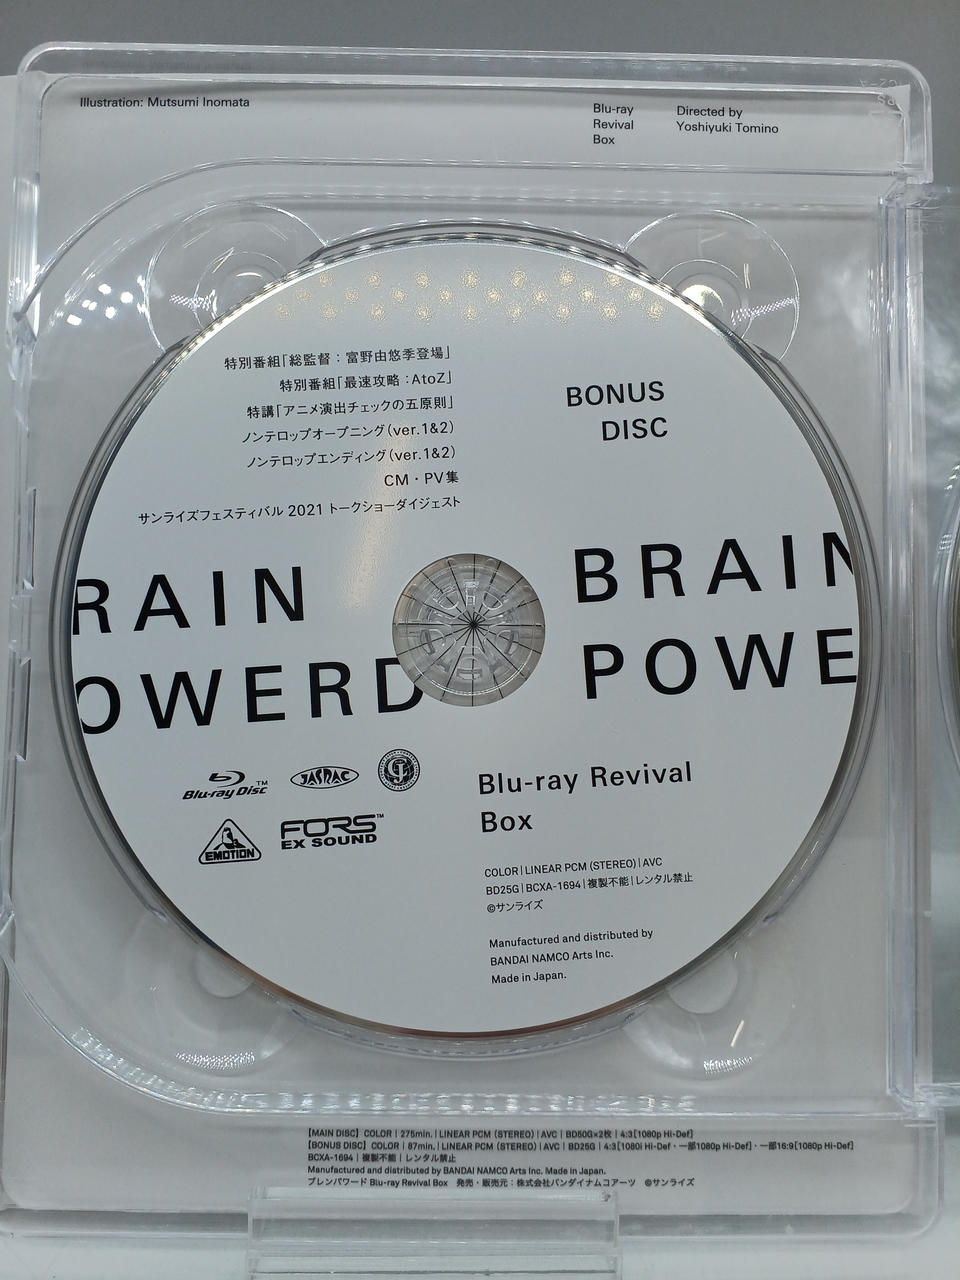 Illustration: Mutsumi Inomata
Blu-ray
Revival
Box
Directed by
Yoshiyuki Tomino
特別番組「総監督：富野由悠季登場」
特別番組「最速攻略：AtoZ」
特講「アニメ演出チェックの五原則」
ノンテロップオープニング(ver.1&2)
ノンテロップエンディング(ver.1&2)
CM・PV集
サンライズフェスティバル 2021 トークショーダイジェスト
BONUS
DISC
RAIN
OWERD
BRAIN
POWE
Blu-ray Disc™
JASRAC
EMOTION
FORS™
EX SOUND
Blu-ray Revival
Box
COLOR|LINEAR PCM (STEREO)|AVC
BD25G|BCXA-1694|複製不能|レンタル禁止
©サンライズ
Manufactured and distributed by
BANDAI NAMCO Arts Inc.
Made in Japan.
【MAIN DISC】COLOR｜275min.｜LINEAR PCM (STEREO)｜AVC｜BD50G×2枚｜4:3[1080p Hi-Def]
【BONUS DISC】COLOR｜87min.｜LINEAR PCM (STEREO)｜AVC｜BD25G｜4:3[1080i Hi-Def・一部1080p Hi-Def]・一部16:9[1080p Hi-Def]
BCXA-1694｜複製不能｜レンタル禁止
Manufactured and distributed by BANDAI NAMCO Arts Inc. Made in Japan.
ブレンパワード Blu-ray Revival Box 発売・販売元：株式会社バンダイナムコアーツ ©サンライズ